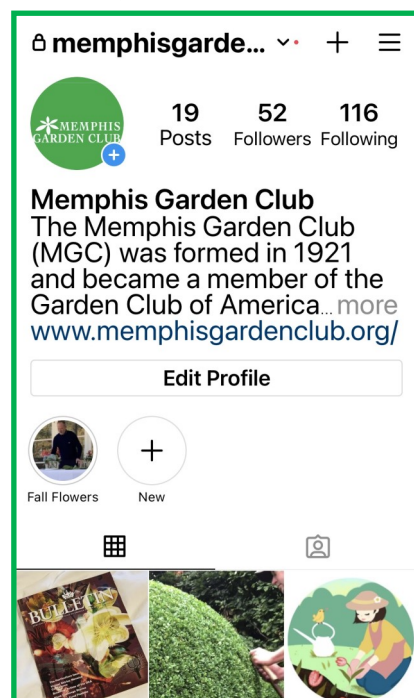 memphisgarde...
MEMPHIS
GARDEN CLUB
19 52 116
Posts Followers Following
Memphis Garden Club
The Memphis Garden Club
(MGC) was formed in 1921
and became a member of the
Garden Club of America... more
www.memphisgardenclub.org/
Edit Profile
Fall Flowers New
BULLETIN